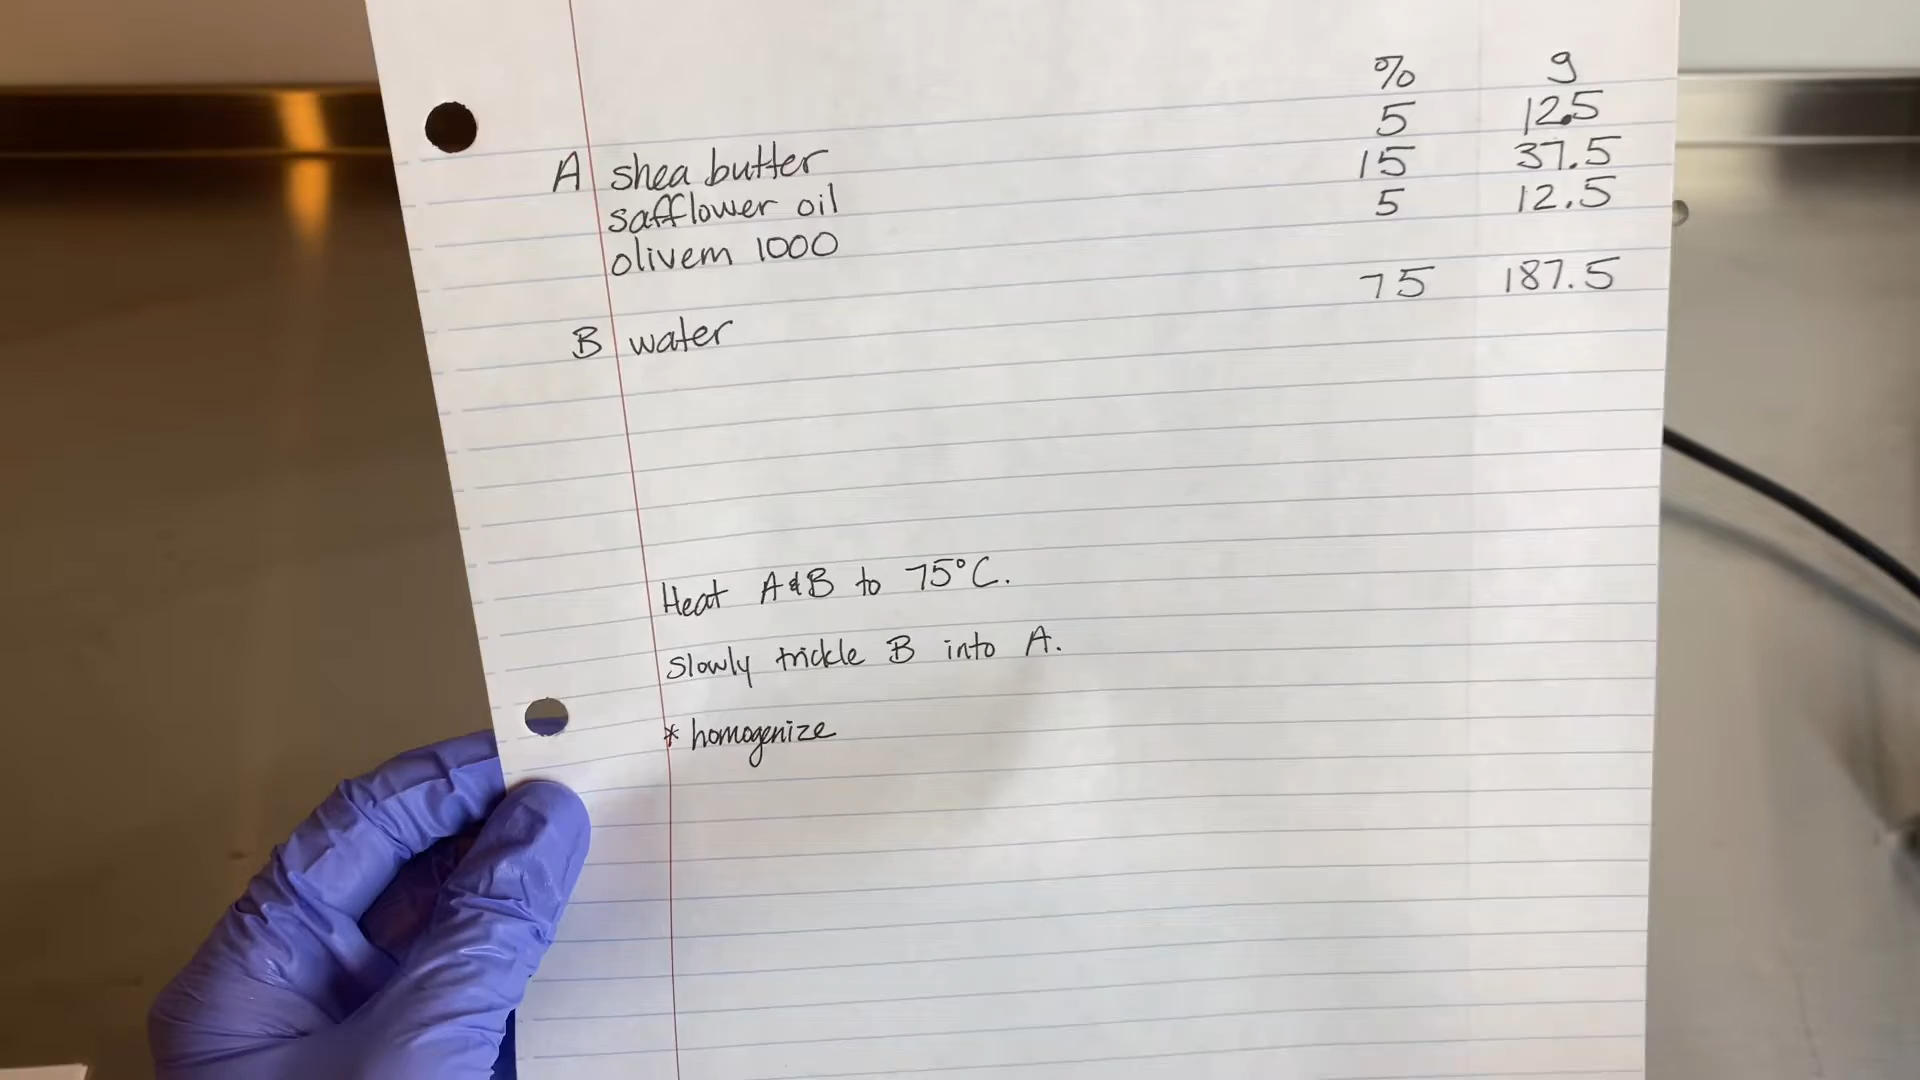 % g
A shea butter 5 12.5
safflower oil 15 37.5
olivem 1000 5 12.5
B water 75 187.5
Heat A & B to 75°C.
Slowly trickle B into A.
* homogenize